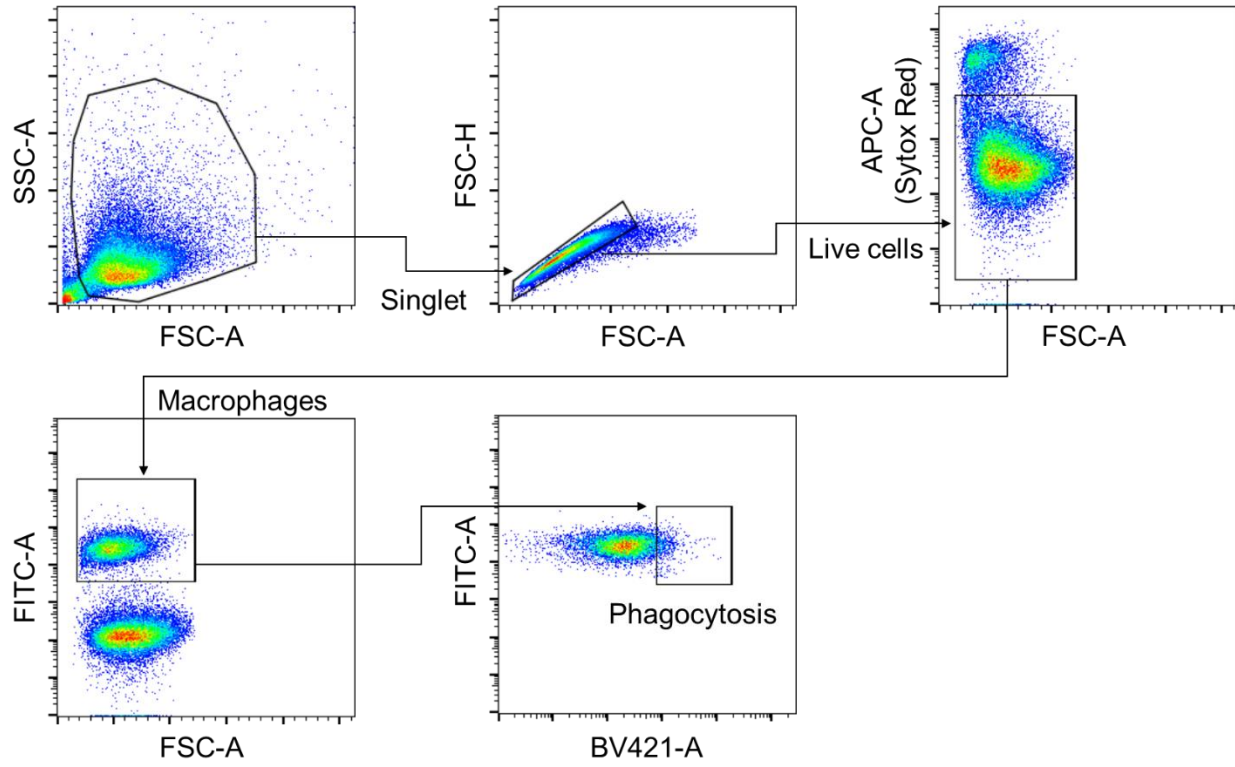 SSC-A
FSC-A
Singlet
FSC-H
FSC-A
Live cells
APC-A
(Sytox Red)
FSC-A
Macrophages
FITC-A
FSC-A
FITC-A
Phagocytosis
BV421-A